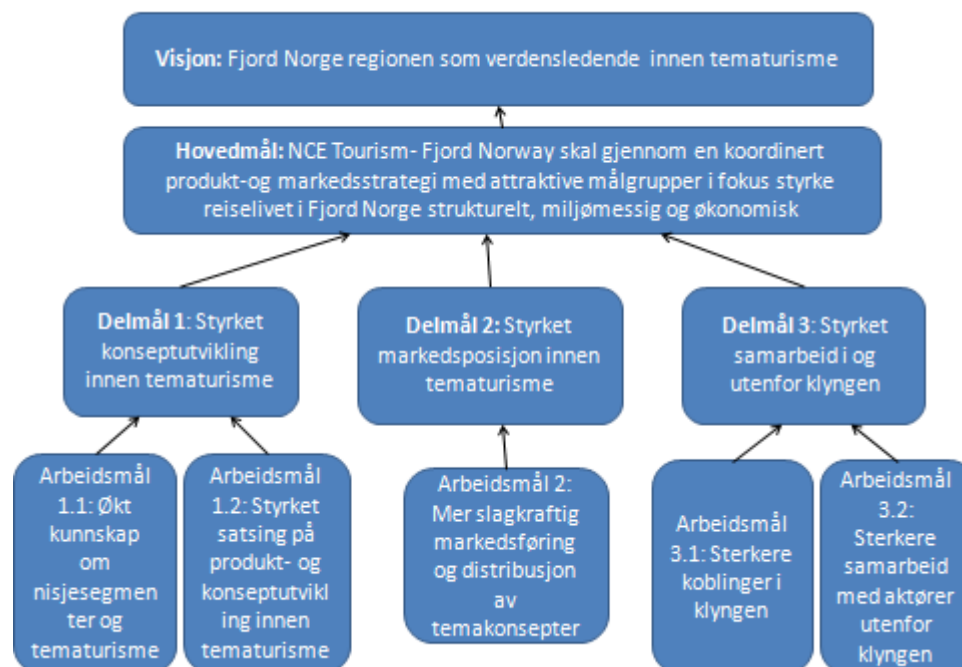 Visjon: Fjord Norge regionen som verdensledende innen tematurisme
Hovedmål: NCE Tourism- Fjord Norway skal gjennom en koordinert
produkt-og markedsstrategi med attraktive målgrupper i fokus styrke
reiselivet i Fjord Norge strukturelt, miljømessig og økonomisk
Delmål 1: Styrket
konseptutvikling
innen tematurisme
Delmål 2: Styrket
markedsposisjon innen
tematurisme
Delmål 3: Styrket
samarbeid i og
utenfor klyngen
Arbeidsmål
1.1: Økt
kunnskap
om
nisjesegmen
ter og
tematurisme
Arbeidsmål
1.2: Styrket
satsing på
produkt- og
konseptutvikl
ing innen
tematurisme
Arbeidsmål 2:
Mer slagkraftig
markedsføring
og distribusjon
av
temakonsepter
Arbeidsmål
3.1: Sterkere
koblinger i
klyngen
Arbeidsmål
3.2:
Sterkere
samarbeid
med aktører
utenfor
klyngen